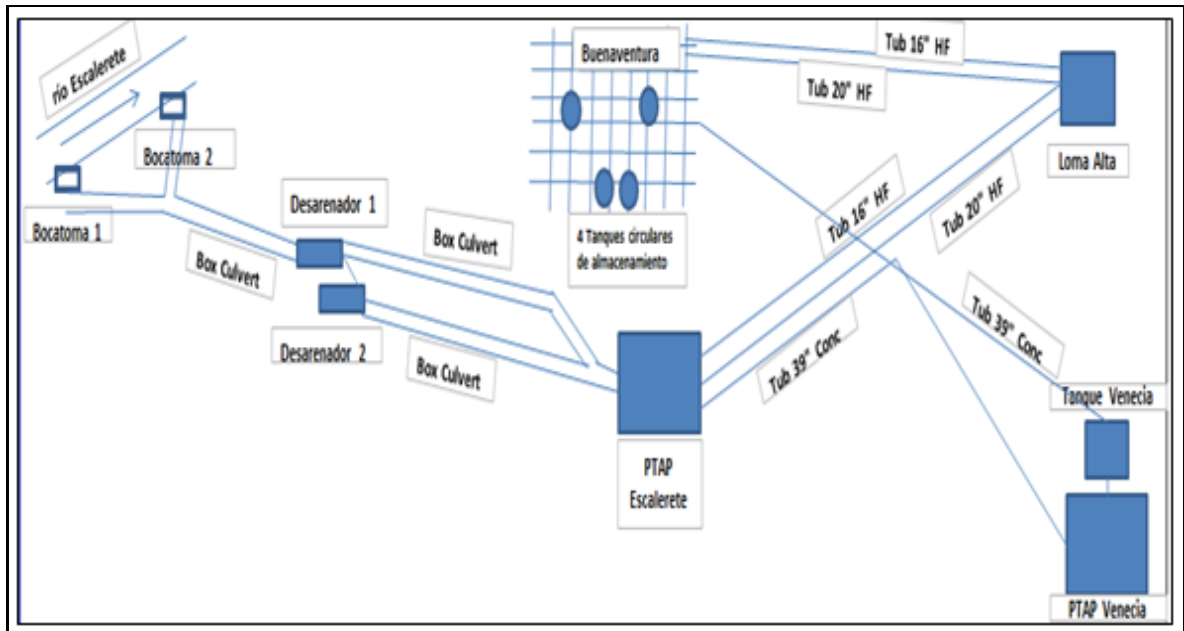 río Escalerete
Bocatoma 2
Bocatoma 1
Box Culvert
Desarenador 1
Desarenador 2
Box Culvert
Box Culvert
Buenaventura
4 Tanques circulares
de almacenamiento
PTAP
Escalerete
Tub 16" HF
Tub 20" HF
Loma Alta
Tub 16" HF
Tub 20" HF
Tub 39" Conc
Tub 39" Conc
Tanque Venecia
PTAP Venecia